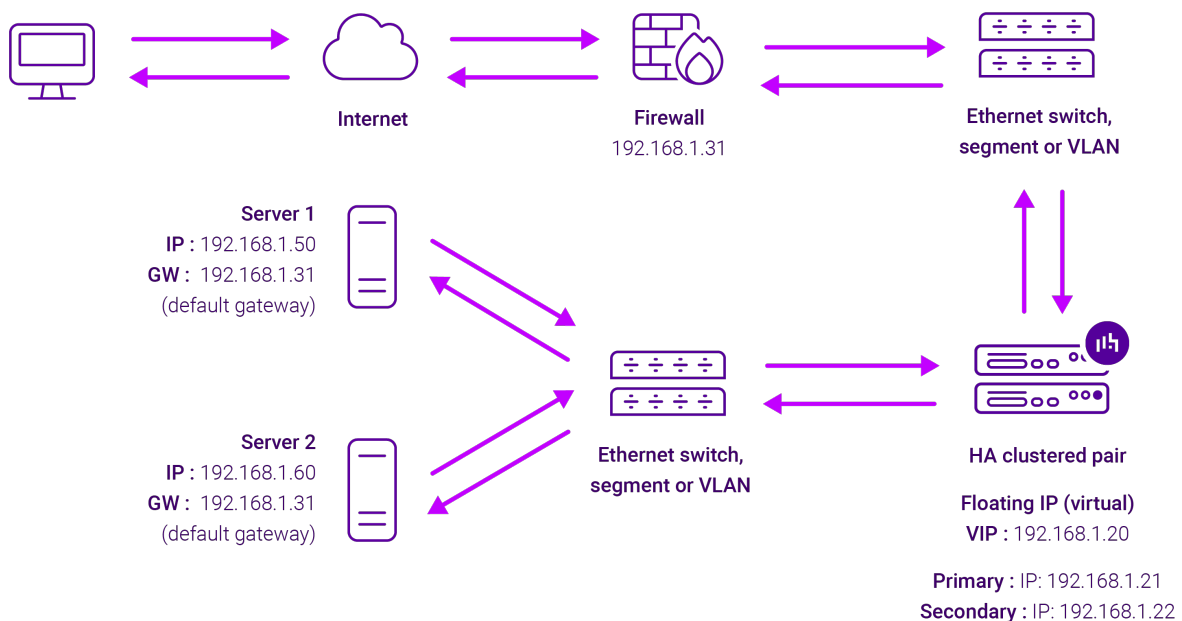 Internet
Firewall
192.168.1.31
Ethernet switch,
segment or VLAN
Server 1
IP : 192.168.1.50
GW : 192.168.1.31
(default gateway)
Server 2
IP : 192.168.1.60
GW : 192.168.1.31
(default gateway)
Ethernet switch,
segment or VLAN
HA clustered pair
Floating IP (virtual)
VIP : 192.168.1.20
Primary : IP: 192.168.1.21
Secondary : IP: 192.168.1.22